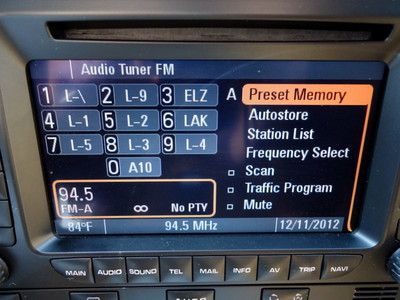 Audio Tuner FM
1 L-\ 2 L-9 3 ELZ
4 L-1 5 L-2 6 LAK
7 L-5 8 L-3 9 L-4
0 A10
A Preset Memory
Autostore
Station List
Frequency Select
Scan
Traffic Program
Mute
94.5
FM-A ∞ No PTY
84°F 94.5 MHz 12/11/2012
MAIN AUDIO SOUND TEL MAP INFO AV TRIP NAVI